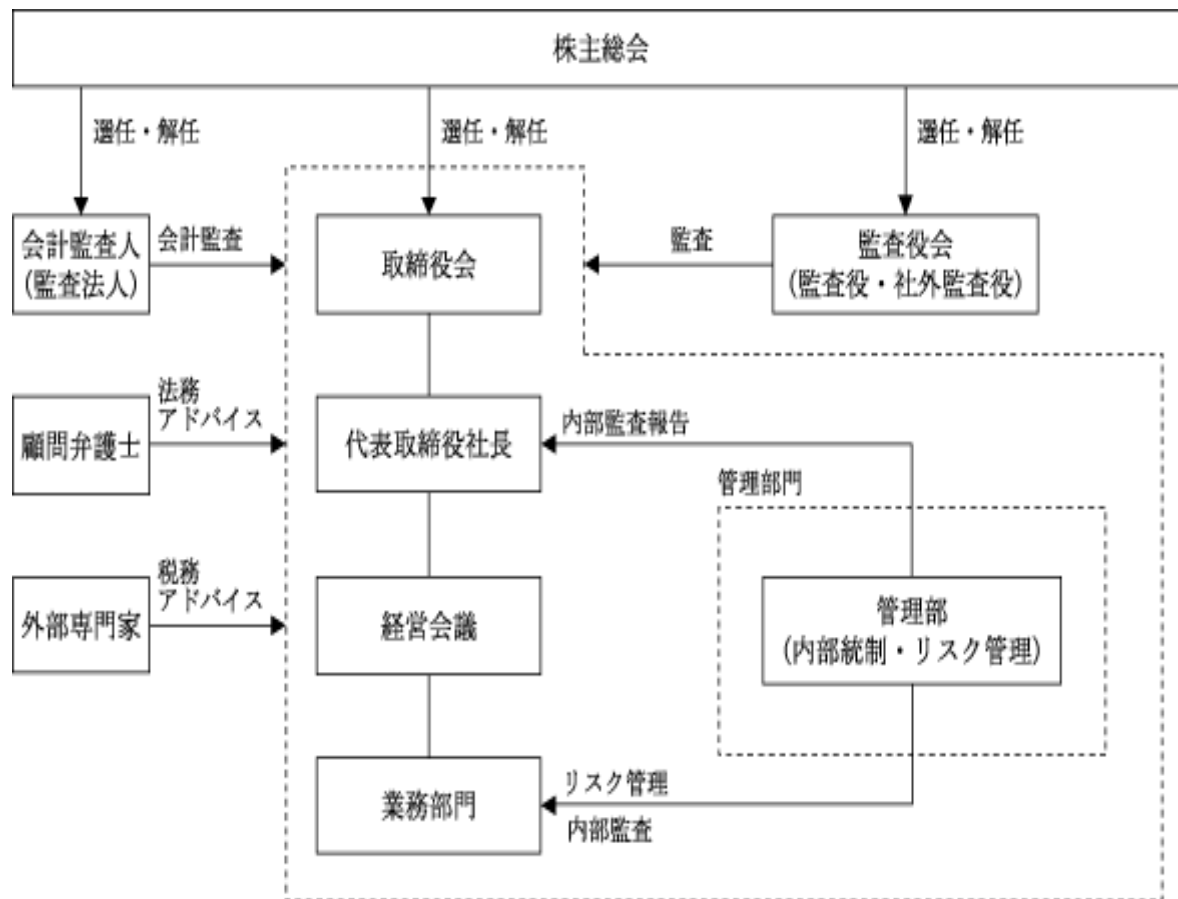 株主総会
選任・解任
選任・解任
選任・解任
会計監査人
(監査法人)
会計監査
取締役会
監査
監査役会
(監査役・社外監査役)
顧問弁護士
法務
アドバイス
代表取締役社長
内部監査報告
管理部門
外部専門家
税務
アドバイス
経営会議
管理部
(内部統制・リスク管理)
業務部門
リスク管理
内部監査